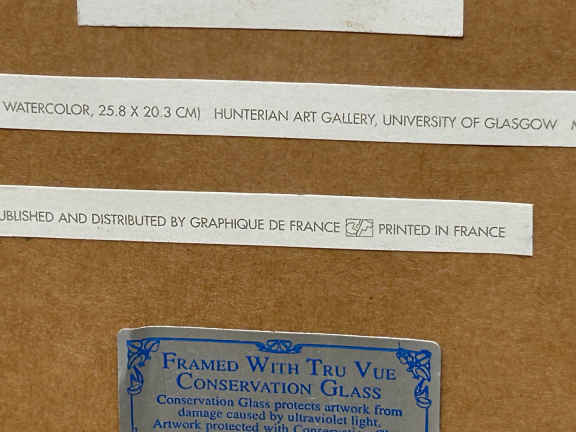 WATERCOLOR, 25.8 X 20.3 CM) HUNTERIAN ART GALLERY, UNIVERSITY OF GLASGOW
UBLISHED AND DISTRIBUTED BY GRAPHIQUE DE FRANCE PRINTED IN FRANCE
FRAMED WITH TRU VUE
CONSERVATION GLASS
Conservation Glass protects artwork from
damage caused by ultraviolet light.
Artwork protected with